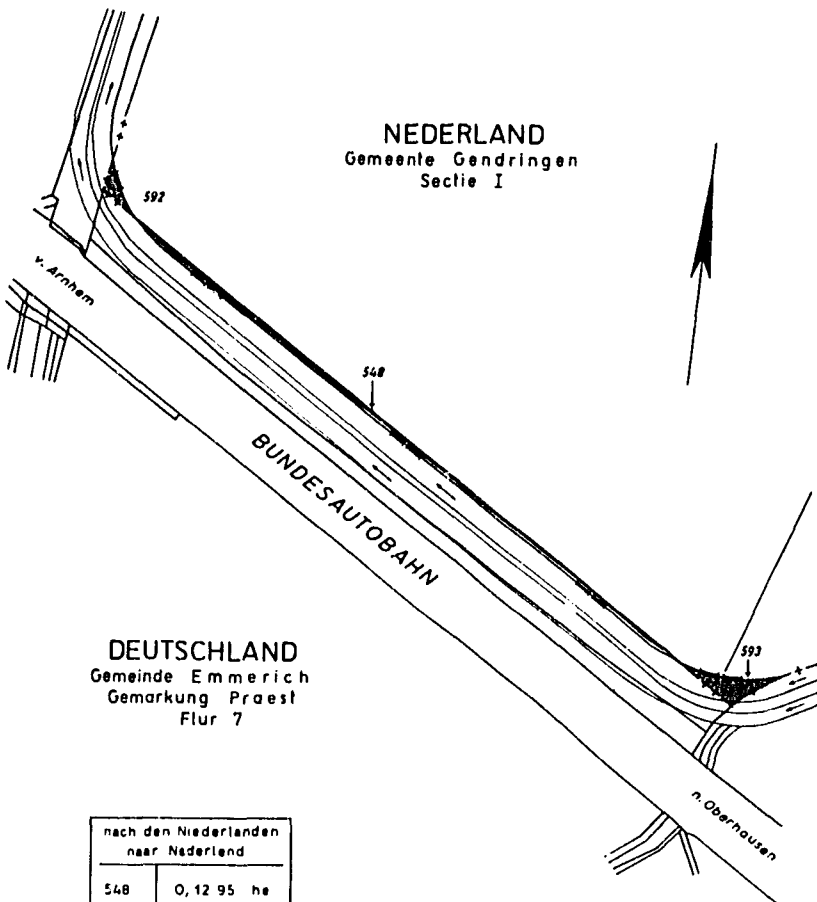 NEDERLAND
Gemeente Gendringen
Sectie I
592
v. Arnhem
548
BUNDESAUTOBAHN
593
DEUTSCHLAND
Gemeinde Emmerich
Gemarkung Praest
Flur 7
n. Oberhausen
nach den Niederlanden
naar Nederland
548 0, 12 95 ha